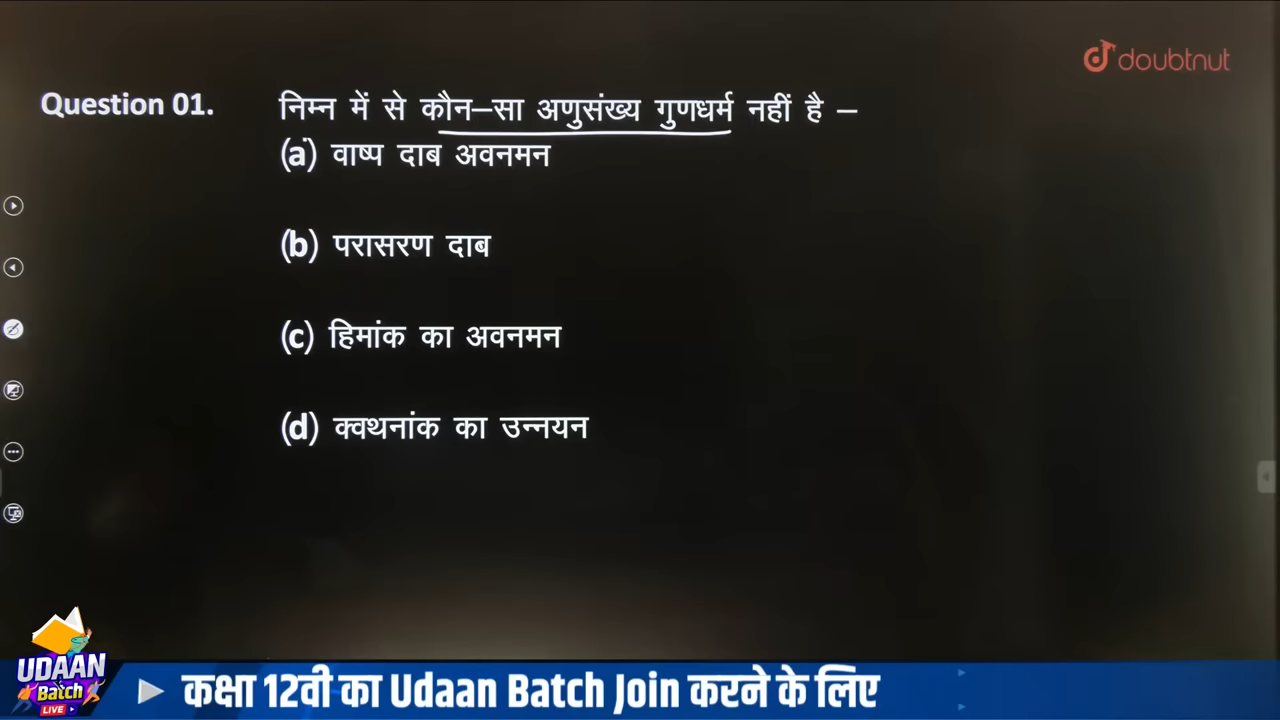 doubtnut
Question 01. निम्न में से कौन–सा अणुसंख्य गुणधर्म नहीं है –
(a) वाष्प दाब अवनमन
(b) परासरण दाब
(c) हिमांक का अवनमन
(d) क्वथनांक का उन्नयन
UDAAN
Batch
LIVE
कक्षा 12वी का Udaan Batch Join करने के लिए